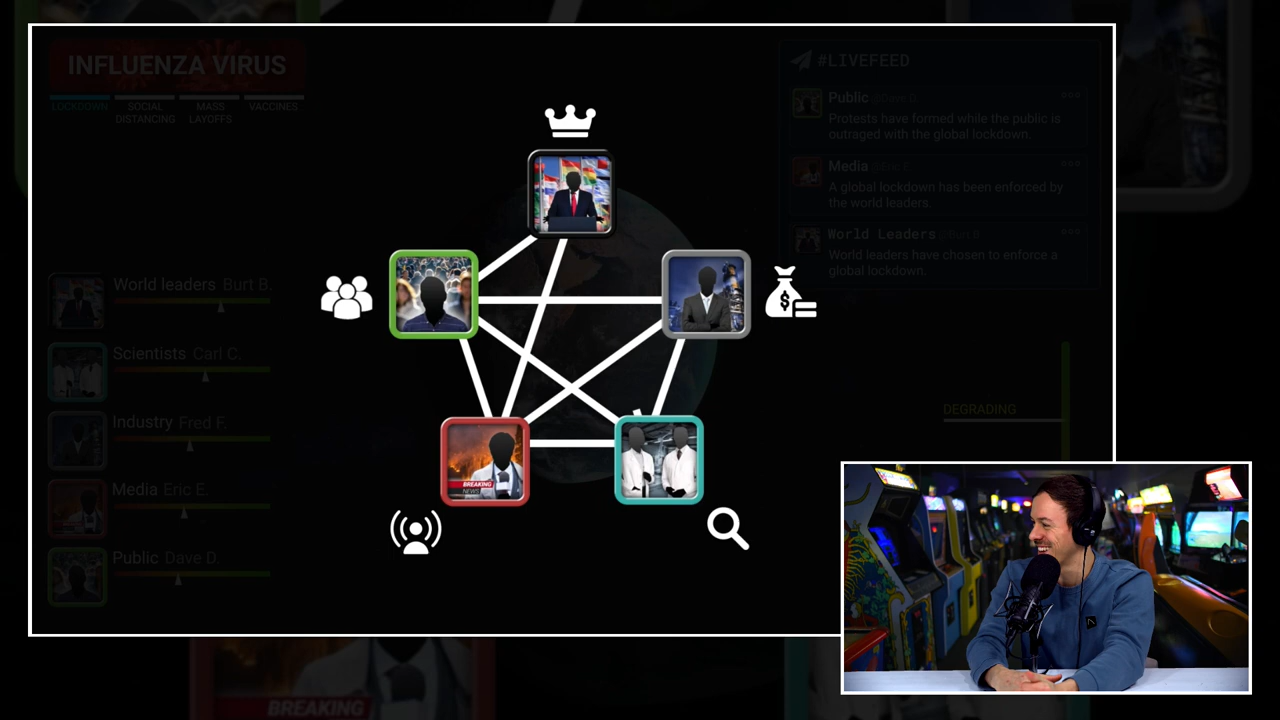 INFLUENZA VIRUS
LOCKDOWN
SOCIAL
DISTANCING
MASS
LAYOFFS
VACCINES
#LIVEFEED
Public @Dave D.
Protests have formed while the public is
outraged with the global lockdown.
Media @Eric E.
A global lockdown has been enforced by
the world leaders.
World Leaders @Burt B.
World leaders have chosen to enforce a
global lockdown.
World leaders Burt B.
Scientists Carl C.
Industry Fred F.
Media Eric E.
Public Dave D.
DEGRADING
BREAKING
NEWS
BREAKING